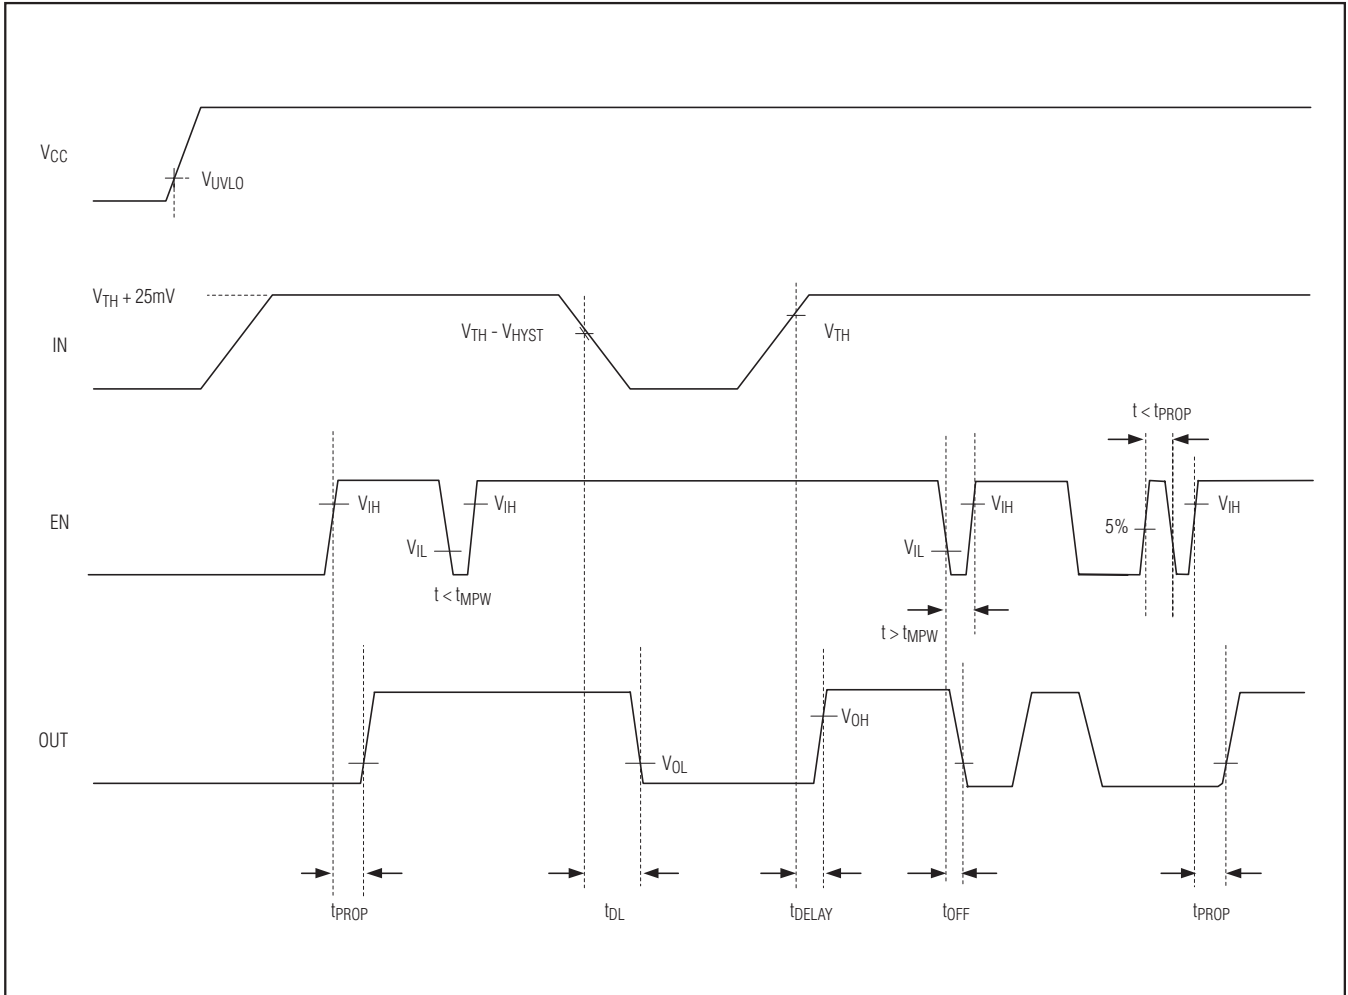 VCC
VUVLO
VTH + 25mV
VTH - VHYST
VTH
IN
t < tPROP
VIH
VIH
VIH
VIH
EN
5%
VIL
VIL
t < tMPW
t > tMPW
VOH
OUT
VOL
tPROP
tDL
tDELAY
tOFF
tPROP